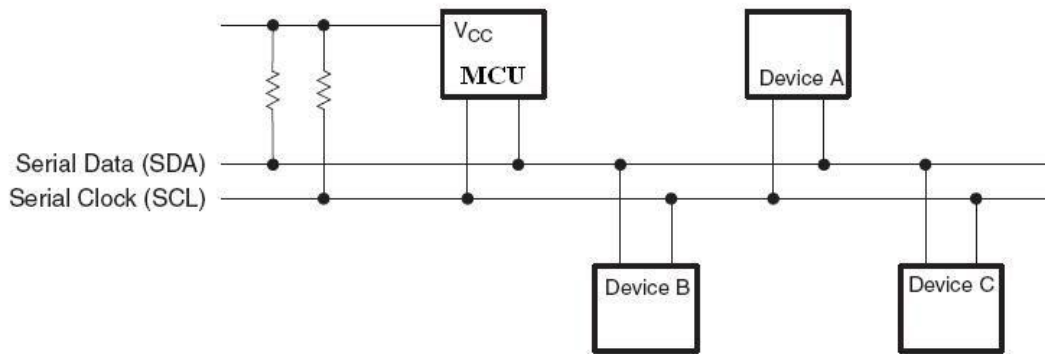 VCC
MCU
Device A
Serial Data (SDA)
Serial Clock (SCL)
Device B
Device C